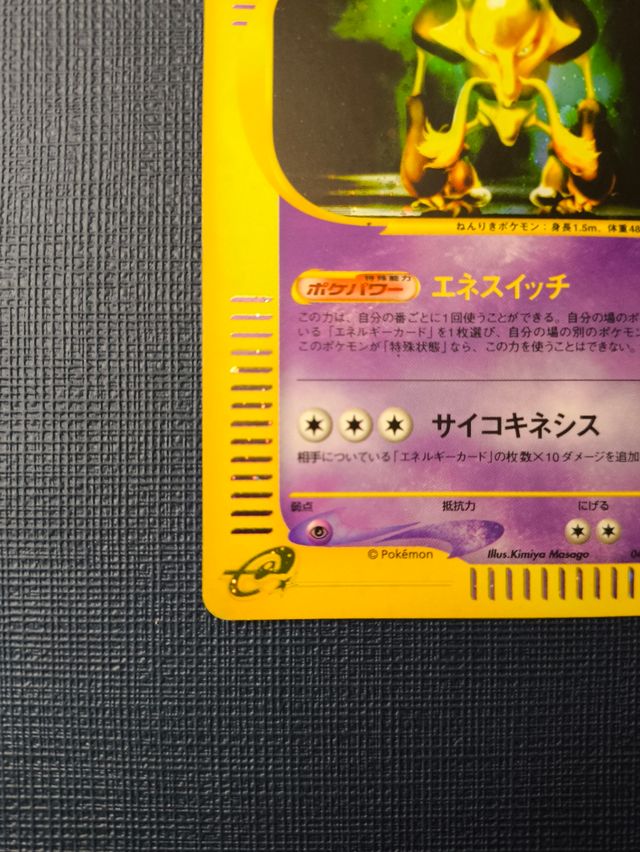 ねんりきポケモン：身長1.5m、体重48
特殊能力
ポケパワー エネスイッチ
この力は、自分の番ごとに1回使うことができる。自分の場のポ
いる「エネルギーカード」を1枚選び、自分の場の別のポケモン
このポケモンが「特殊状態」なら、この力を使うことはできない。
サイコキネシス
相手についている「エネルギーカード」の枚数×10ダメージを追加
弱点 抵抗力 にげる
©Pokémon Illus.Kimiya Masago 04
e